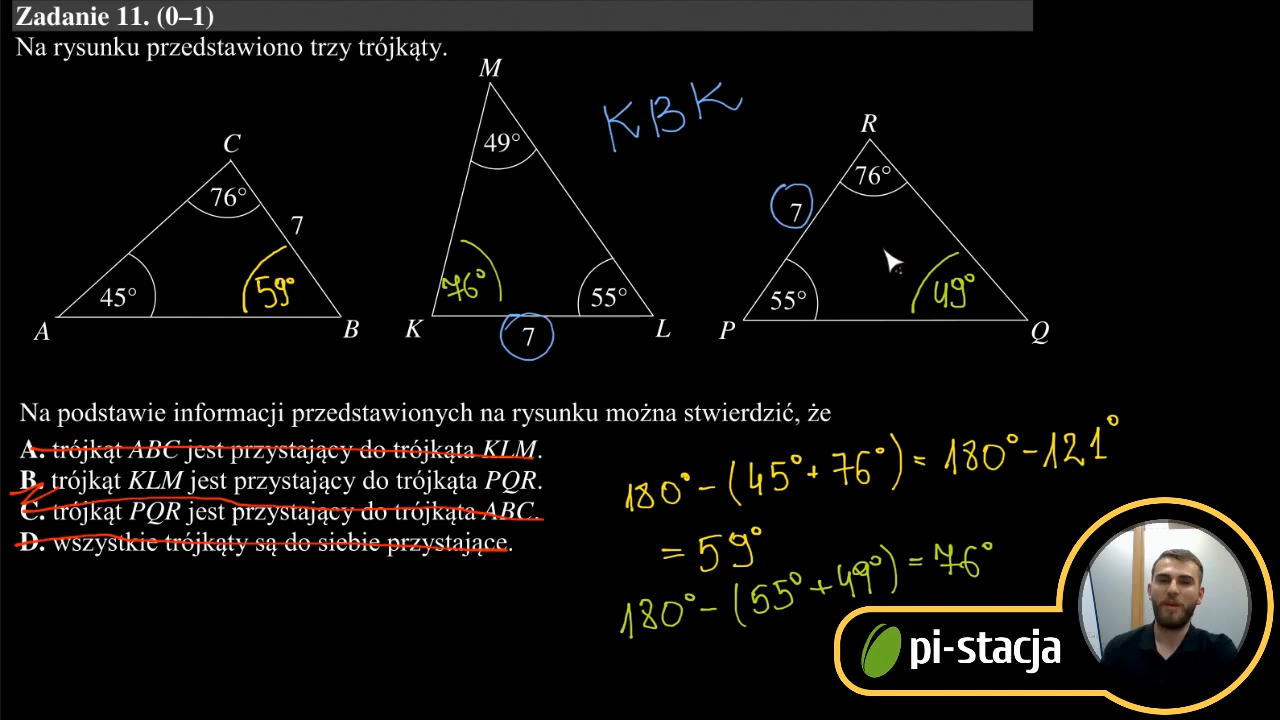 Zadanie 11. (0–1)
Na rysunku przedstawiono trzy trójkąty.
C
76°
7
45°
59°
A
B
M
49°
76°
55°
K
7
L
KBK
R
76°
7
55°
49°
P
Q
Na podstawie informacji przedstawionych na rysunku można stwierdzić, że
A. trójkąt ABC jest przystający do trójkąta KLM.
B. trójkąt KLM jest przystający do trójkąta PQR.
C. trójkąt PQR jest przystający do trójkąta ABC.
D. wszystkie trójkąty są do siebie przystające.
180° - (45° + 76°) = 180° - 121°
= 59°
180° - (55° + 49°) = 76°
pi-stacja